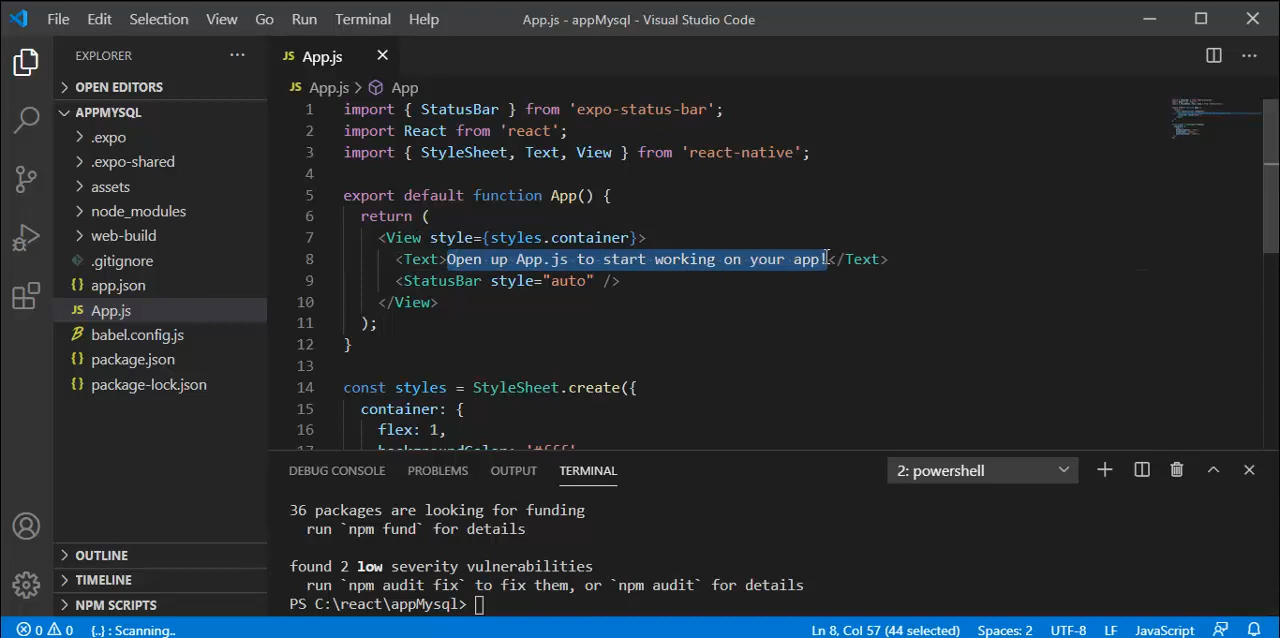 File Edit Selection View Go Run Terminal Help App.js - appMysql - Visual Studio Code
EXPLORER ···
OPEN EDITORS
APPMYSQL
.expo
.expo-shared
assets
node_modules
web-build
.gitignore
{} app.json
JS App.js
babel.config.js
{} package.json
{} package-lock.json
OUTLINE
TIMELINE
NPM SCRIPTS
JS App.js
JS App.js > App
1 import { StatusBar } from 'expo-status-bar';
2 import React from 'react';
3 import { StyleSheet, Text, View } from 'react-native';
4
5 export default function App() {
6 return (
7 <View style={styles.container}>
8 <Text>Open up App.js to start working on your app!</Text>
9 <StatusBar style="auto" />
10 </View>
11 );
12 }
13
14 const styles = StyleSheet.create({
15 container: {
16 flex: 1,
17 backgroundColor: '#fff'
DEBUG CONSOLE PROBLEMS OUTPUT TERMINAL 2: powershell
36 packages are looking for funding
run `npm fund` for details
found 2 low severity vulnerabilities
run `npm audit fix` to fix them, or `npm audit` for details
PS C:\react\appMysql>
0 0 {..} : Scanning.. Ln 8, Col 57 (44 selected) Spaces: 2 UTF-8 LF JavaScript